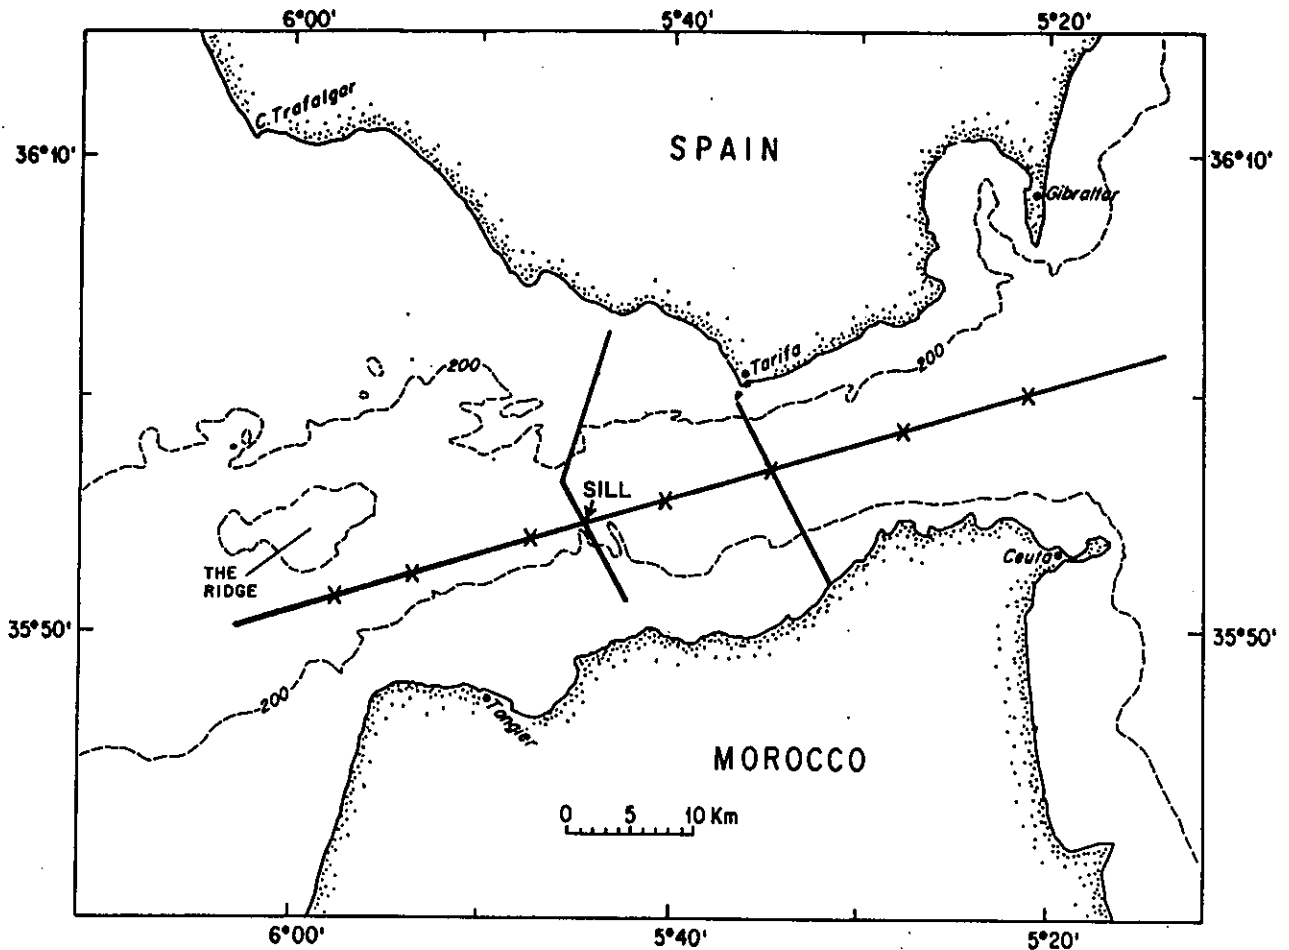 6°00'
5°40'
5°20'
C. Trafalgar
SPAIN
36°10'
36°10'
Gibraltar
Tarifa
200
200
SILL
THE
RIDGE
Ceuta
35°50'
35°50'
200
Tangier
MOROCCO
0 5 10 Km
6°00'
5°40'
5°20'